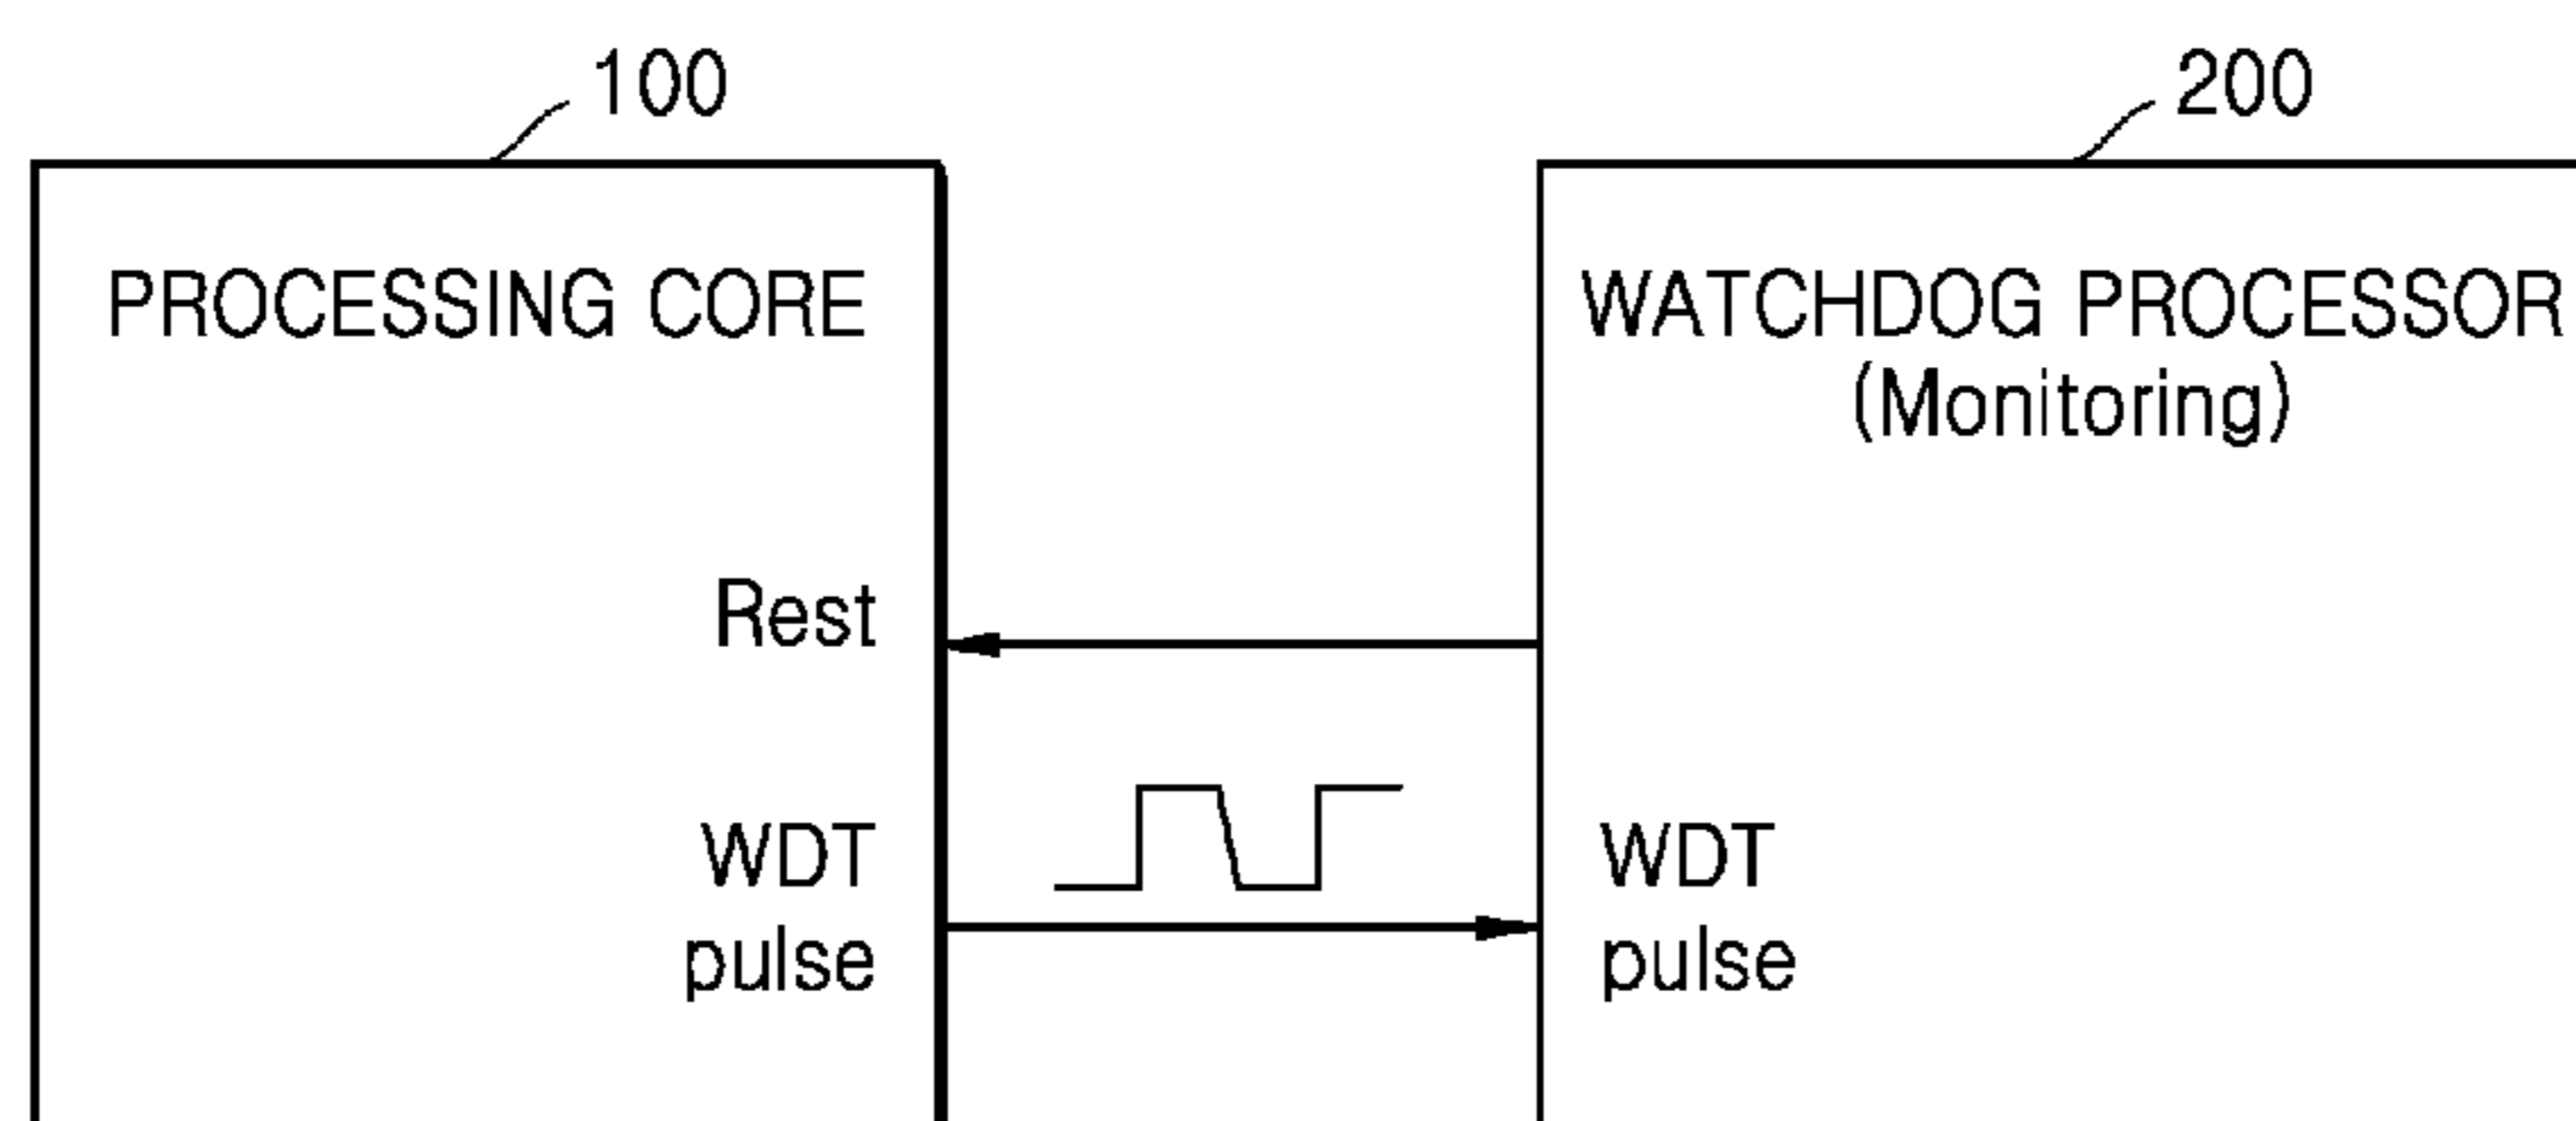 100
200
PROCESSING CORE
WATCHDOG PROCESSOR
(Monitoring)
Rest
WDT
pulse
WDT
pulse